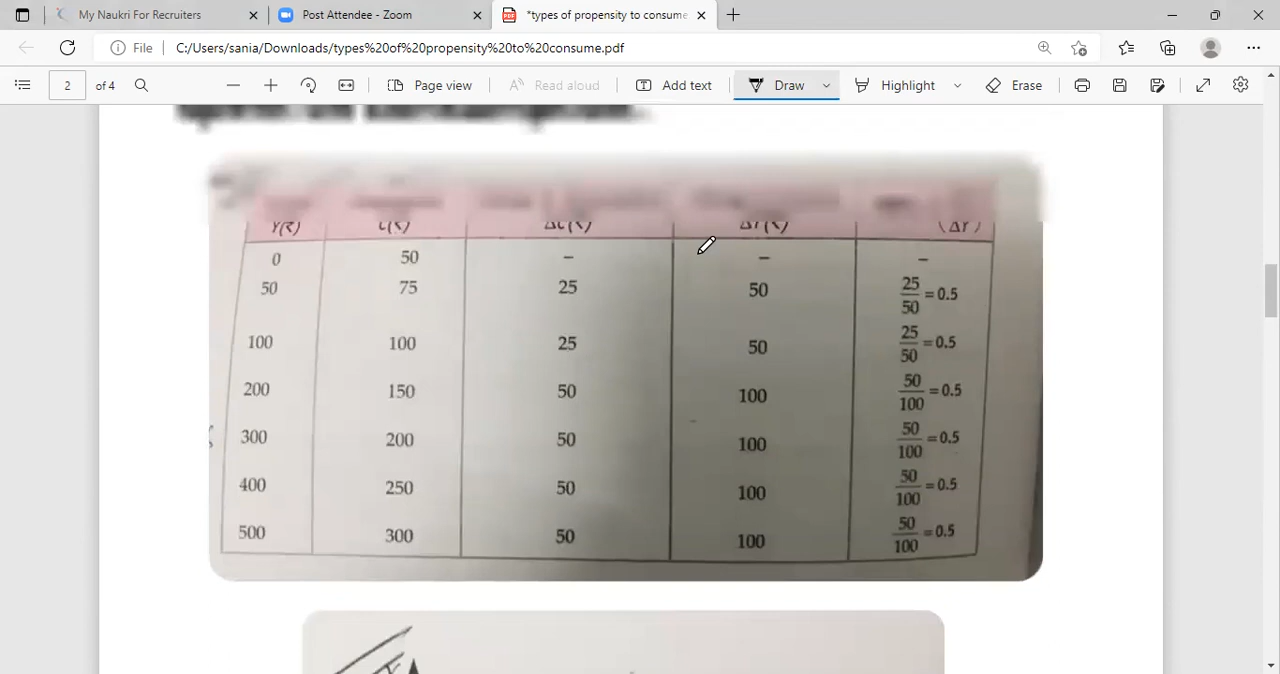 My Naukri For Recruiters
Post Attendee - Zoom
*types of propensity to consume
File
C:/Users/sania/Downloads/types%20of%20propensity%20to%20consume.pdf
2 of 4
Page view
Read aloud
Add text
Draw
Highlight
Erase
Y(₹) C(₹) ΔC(₹) ΔY(₹) (ΔY)
0 50 – – –
50 75 25 50 25/50 = 0.5
100 100 25 50 25/50 = 0.5
200 150 50 100 50/100 = 0.5
300 200 50 100 50/100 = 0.5
400 250 50 100 50/100 = 0.5
500 300 50 100 50/100 = 0.5